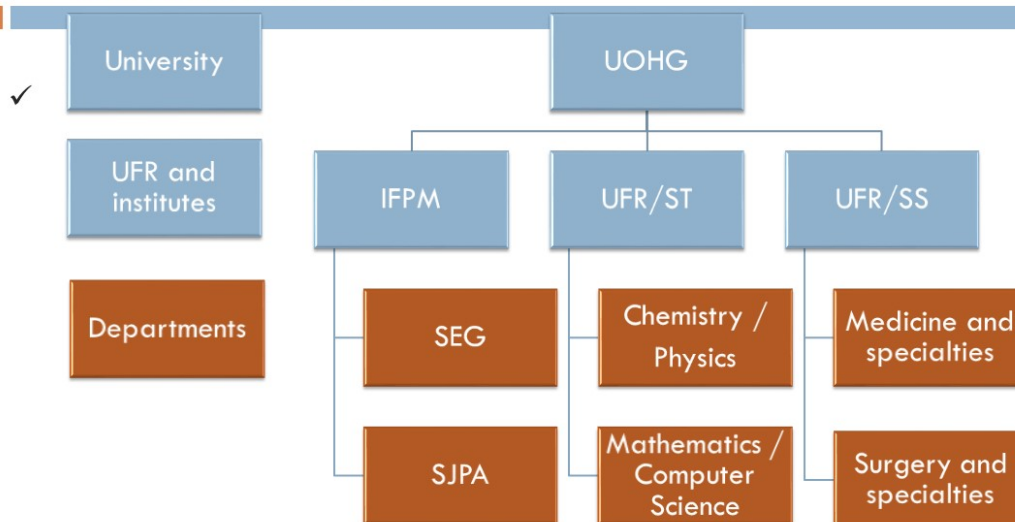 University
UOHG
✓
UFR and
institutes
IFPM
UFR/ST
UFR/SS
Departments
SEG
Chemistry /
Physics
Medicine and
specialties
SJPA
Mathematics /
Computer
Science
Surgery and
specialties